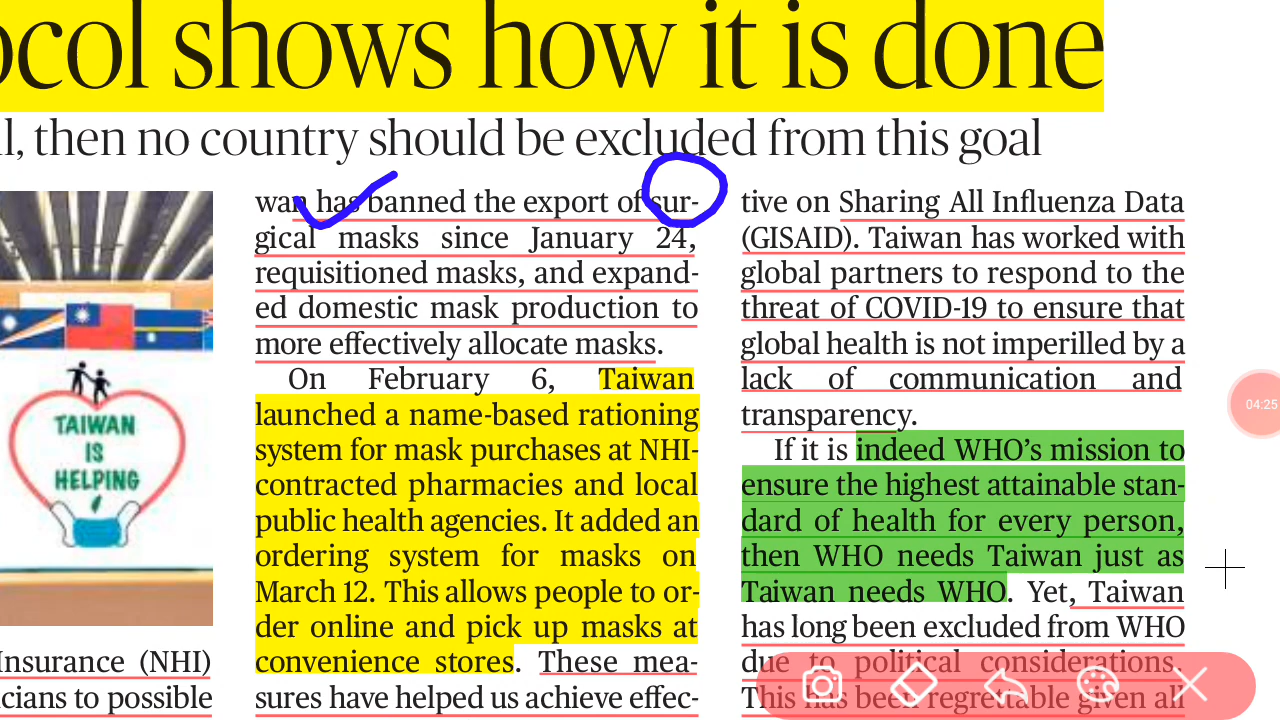 ocol shows how it is done
l, then no country should be excluded from this goal
TAIWAN
IS
HELPING
Insurance (NHI)
cians to possible
wan has banned the export of sur-
gical masks since January 24,
requisitioned masks, and expand-
ed domestic mask production to
more effectively allocate masks.
On February 6, Taiwan
launched a name-based rationing
system for mask purchases at NHI-
contracted pharmacies and local
public health agencies. It added an
ordering system for masks on
March 12. This allows people to or-
der online and pick up masks at
convenience stores. These mea-
sures have helped us achieve effec-
tive on Sharing All Influenza Data
(GISAID). Taiwan has worked with
global partners to respond to the
threat of COVID-19 to ensure that
global health is not imperilled by a
lack of communication and
transparency.
If it is indeed WHO’s mission to
ensure the highest attainable stan-
dard of health for every person,
then WHO needs Taiwan just as
Taiwan needs WHO. Yet, Taiwan
has long been excluded from WHO
due to political considerations.
This has been regrettable given all
04:25